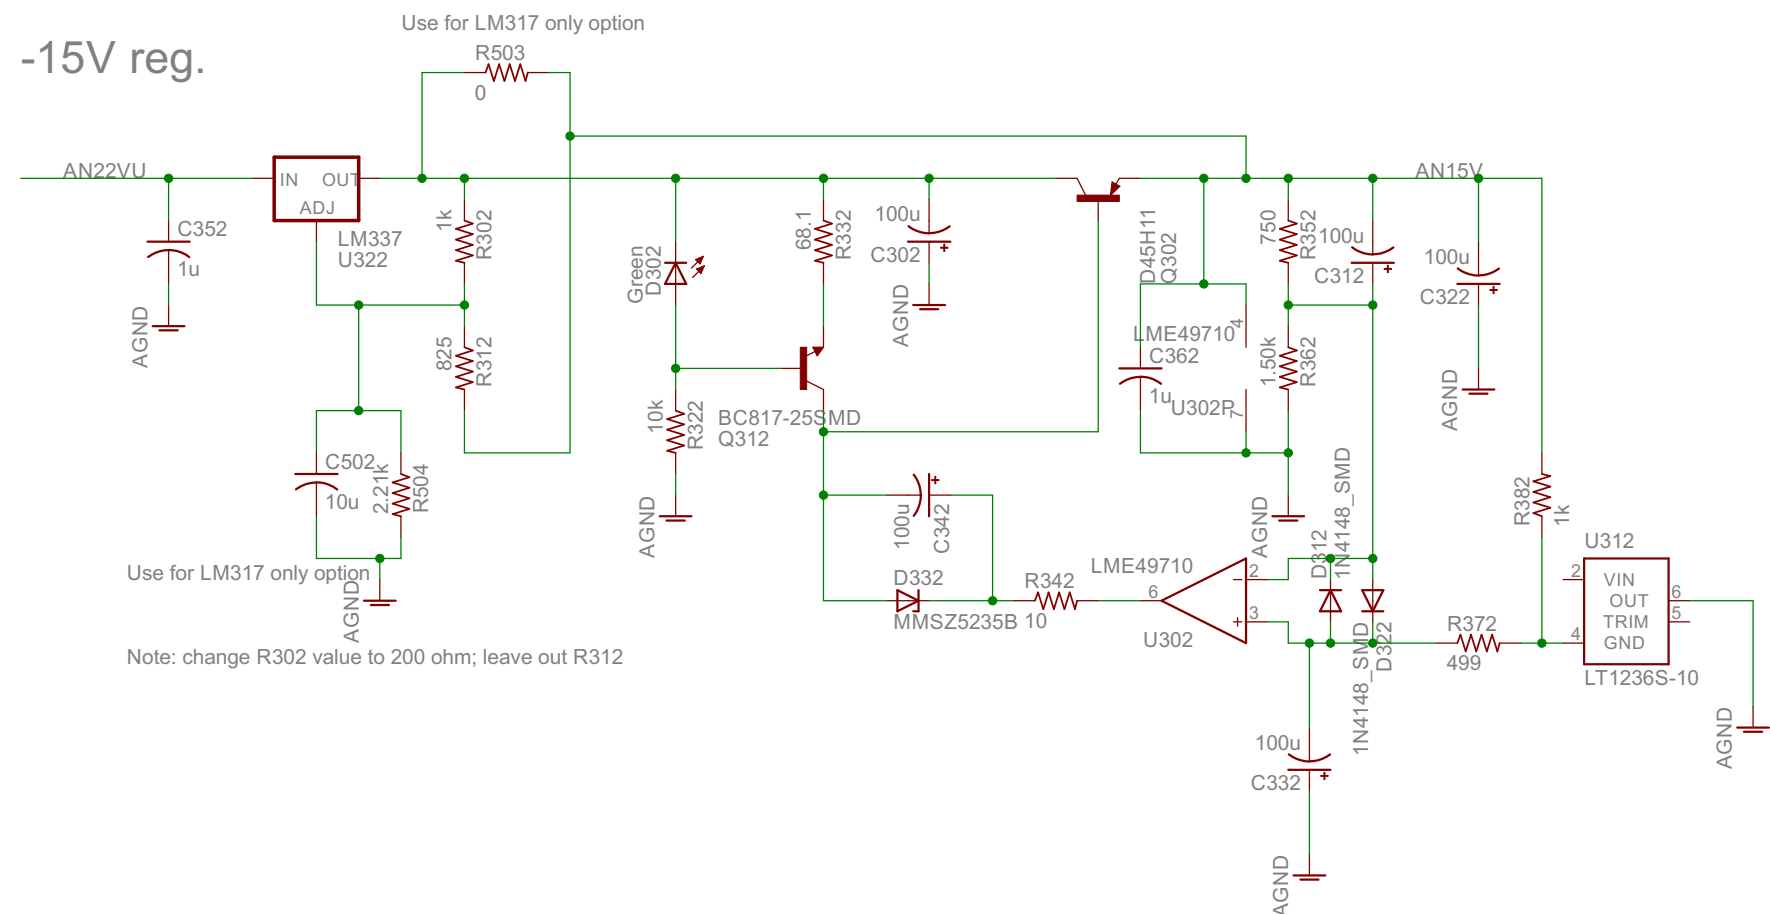 Use for LM317 only option
-15V reg.
R503
0
AN22VU
IN
OUT
ADJ
LM337
U322
C352
1u
AGND
1k
R302
825
R312
C502
10u
2.21k
R504
AGND
Use for LM317 only option
Note: change R302 value to 200 ohm; leave out R312
Green
D302
10k
R322
AGND
68.1
R332
BC817-25SMD
Q312
100u
C302
AGND
D45H11
Q302
100u
C342
D332
MMSZ5235B
R342
10
LME49710
C362
1u
4
7
U302P
750
R352
1.50k
R362
AGND
AN15V
100u
C312
100u
C322
AGND
LME49710
6
2
3
-
+
U302
D312
1N4148_SMD
1N4148_SMD
D322
100u
C332
AGND
R372
499
R382
1k
U312
2
VIN
OUT
6
TRIM
5
4
GND
LT1236S-10
AGND